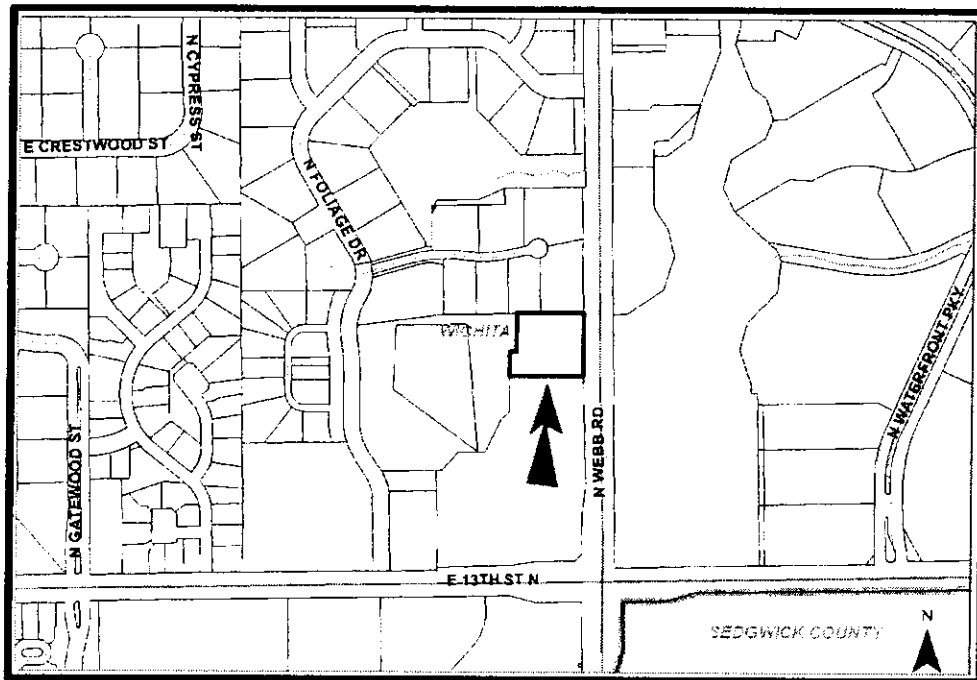 N CYPRESS ST
E CRESTWOOD ST
N FOLIAGE DR
WICHITA
N WATERFRONT PKY
N WEBB RD
N GATEWOOD ST
E 13TH ST N
SEDGWICK COUNTY
N